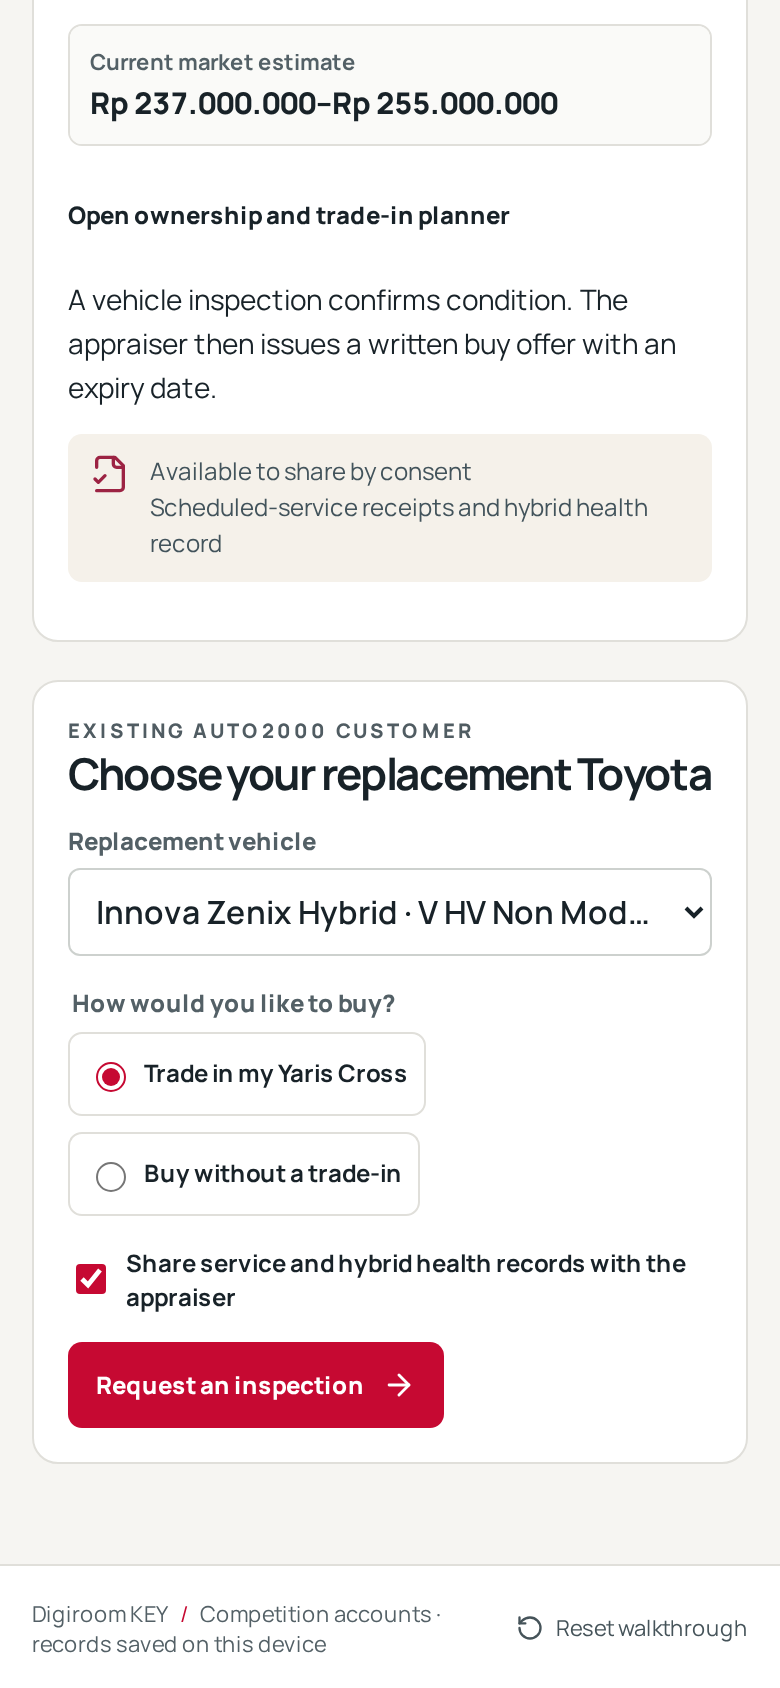 Current market estimate
Rp 237.000.000–Rp 255.000.000
Open ownership and trade-in planner
A vehicle inspection confirms condition. The
appraiser then issues a written buy offer with an
expiry date.
Available to share by consent
Scheduled-service receipts and hybrid health
record
EXISTING AUTO2000 CUSTOMER
Choose your replacement Toyota
Replacement vehicle
Innova Zenix Hybrid · V HV Non Mod...
How would you like to buy?
Trade in my Yaris Cross
Buy without a trade-in
Share service and hybrid health records with the
appraiser
Request an inspection
Digiroom KEY / Competition accounts ·
records saved on this device
Reset walkthrough